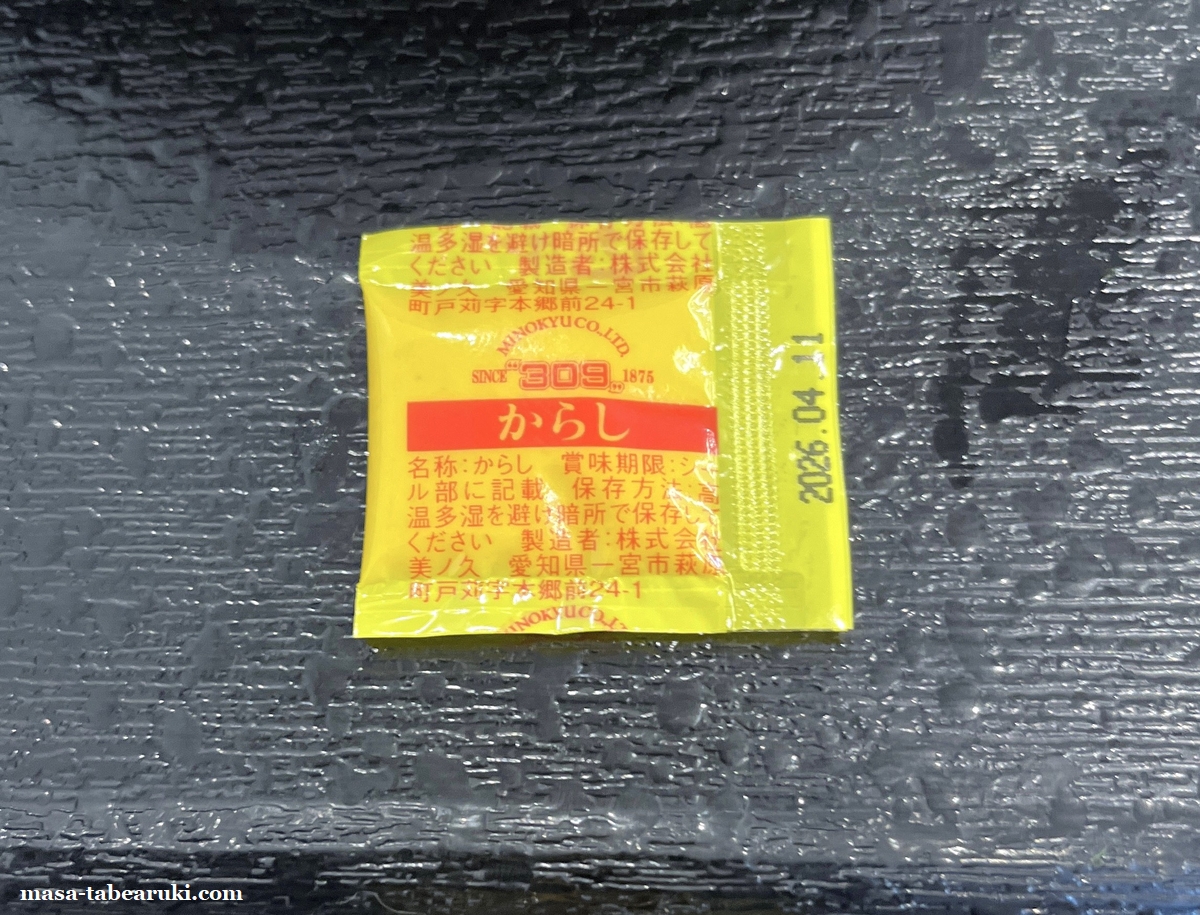 温多湿を避け暗所で保存して
ください 製造者:株式会社
美ノ久 愛知県一宮市萩原
町戸苅字本郷前24-1
MINOKYU CO.,LTD.
SINCE "309" 1875
からし
名称:からし 賞味期限:シー
ル部に記載 保存方法:高
温多湿を避け暗所で保存して
ください 製造者:株式会社
美ノ久 愛知県一宮市萩原
町戸苅字本郷前24-1
MINOKYU CO.,LT
2026.04.11
masa-tabearuki.com